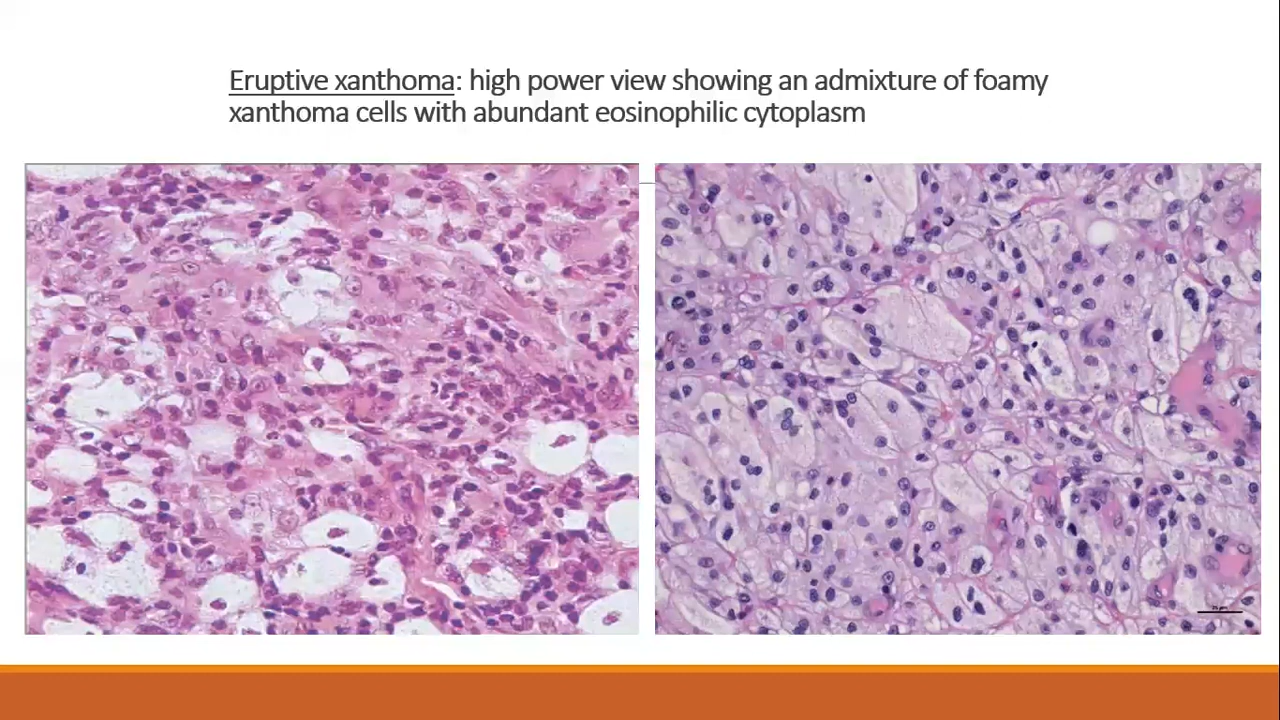 Eruptive xanthoma: high power view showing an admixture of foamy
xanthoma cells with abundant eosinophilic cytoplasm